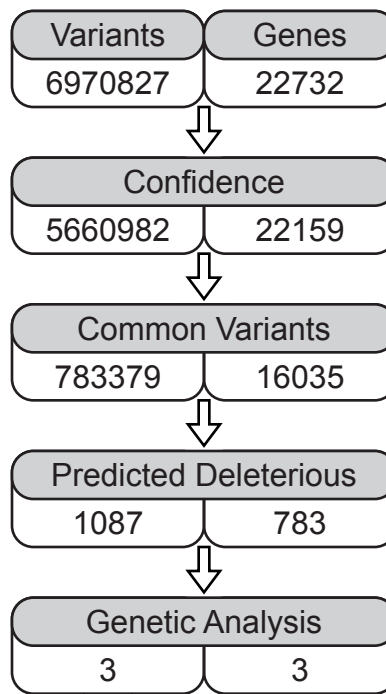 Variants Genes
6970827 22732
Confidence
5660982 22159
Common Variants
783379 16035
Predicted Deleterious
1087 783
Genetic Analysis
3 3